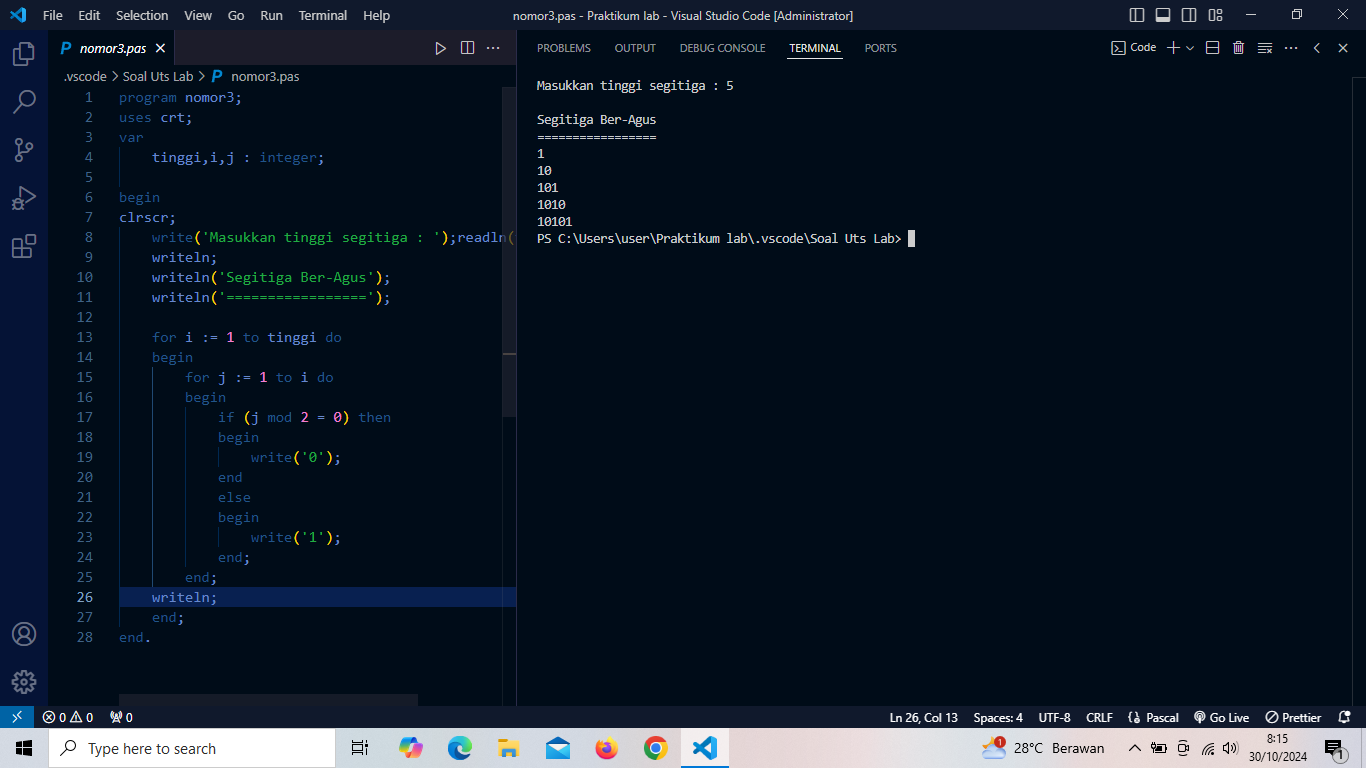 File Edit Selection View Go Run Terminal Help nomor3.pas - Praktikum lab - Visual Studio Code [Administrator]
nomor3.pas
.vscode > Soal Uts Lab > nomor3.pas
1 program nomor3;
2 uses crt;
3 var
4     tinggi,i,j : integer;
5
6 begin
7 clrscr;
8     write('Masukkan tinggi segitiga : ');readln(
9     writeln;
10     writeln('Segitiga Ber-Agus');
11     writeln('=================');
12
13     for i := 1 to tinggi do
14     begin
15         for j := 1 to i do
16         begin
17             if (j mod 2 = 0) then
18             begin
19                 write('0');
20             end
21             else
22             begin
23                 write('1');
24             end;
25         end;
26     writeln;
27     end;
28 end.
PROBLEMS OUTPUT DEBUG CONSOLE TERMINAL PORTS Code
Masukkan tinggi segitiga : 5
Segitiga Ber-Agus
=================
1
10
101
1010
10101
PS C:\Users\user\Praktikum lab\.vscode\Soal Uts Lab>
0 0 0 Ln 26, Col 13 Spaces: 4 UTF-8 CRLF Pascal Go Live Prettier
Type here to search 1 28°C Berawan 8:15
30/10/2024 1